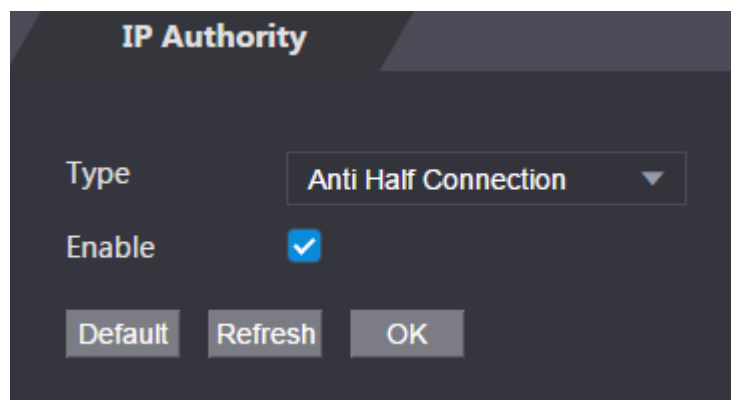 IP Authority
Type Anti Half Connection
Enable
Default Refresh OK